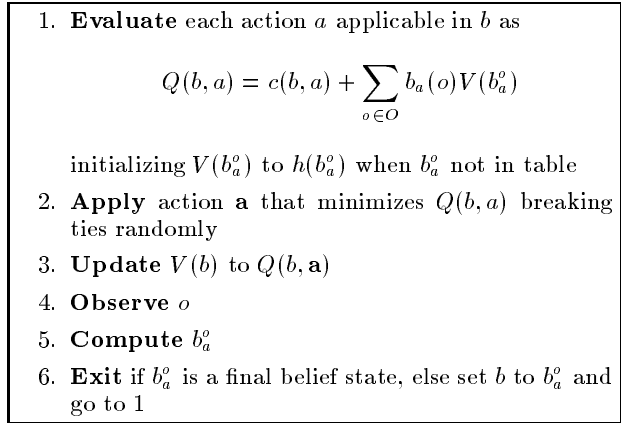 1. Evaluate each action a applicable in b as
Q(b, a) = c(b, a) + ∑_{o∈O} b_a(o)V(b_a^o)
initializing V(b_a^o) to h(b_a^o) when b_a^o not in table
2. Apply action a that minimizes Q(b, a) breaking
ties randomly
3. Update V(b) to Q(b, a)
4. Observe o
5. Compute b_a^o
6. Exit if b_a^o is a final belief state, else set b to b_a^o and
go to 1